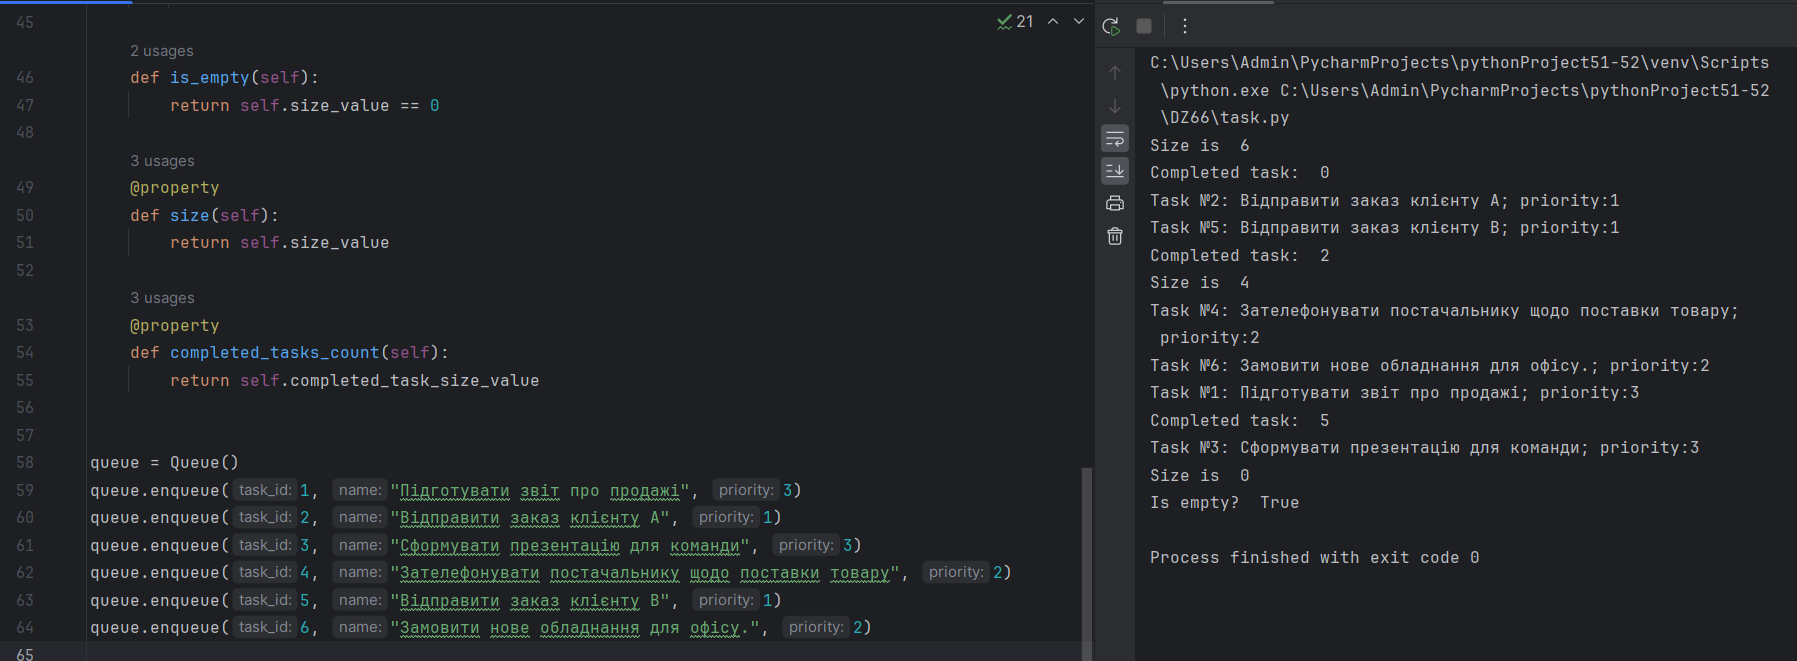 45
21
2 usages
46 def is_empty(self):
47 return self.size_value == 0
48
3 usages
49 @property
50 def size(self):
51 return self.size_value
52
3 usages
53 @property
54 def completed_tasks_count(self):
55 return self.completed_task_size_value
56
57
58 queue = Queue()
59 queue.enqueue( task_id: 1, name: "Підготувати звіт про продажі", priority: 3)
60 queue.enqueue( task_id: 2, name: "Відправити заказ клієнту А", priority: 1)
61 queue.enqueue( task_id: 3, name: "Сформувати презентацію для команди", priority: 3)
62 queue.enqueue( task_id: 4, name: "Зателефонувати постачальнику щодо поставки товару", priority: 2)
63 queue.enqueue( task_id: 5, name: "Відправити заказ клієнту В", priority: 1)
64 queue.enqueue( task_id: 6, name: "Замовити нове обладнання для офісу.", priority: 2)
65
C:\Users\Admin\PycharmProjects\pythonProject51-52\venv\Scripts
\python.exe C:\Users\Admin\PycharmProjects\pythonProject51-52
\DZ66\task.py
Size is  6
Completed task:  0
Task №2: Відправити заказ клієнту А; priority:1
Task №5: Відправити заказ клієнту В; priority:1
Completed task:  2
Size is  4
Task №4: Зателефонувати постачальнику щодо поставки товару;
priority:2
Task №6: Замовити нове обладнання для офісу.; priority:2
Task №1: Підготувати звіт про продажі; priority:3
Completed task:  5
Task №3: Сформувати презентацію для команди; priority:3
Size is  0
Is empty?  True
Process finished with exit code 0